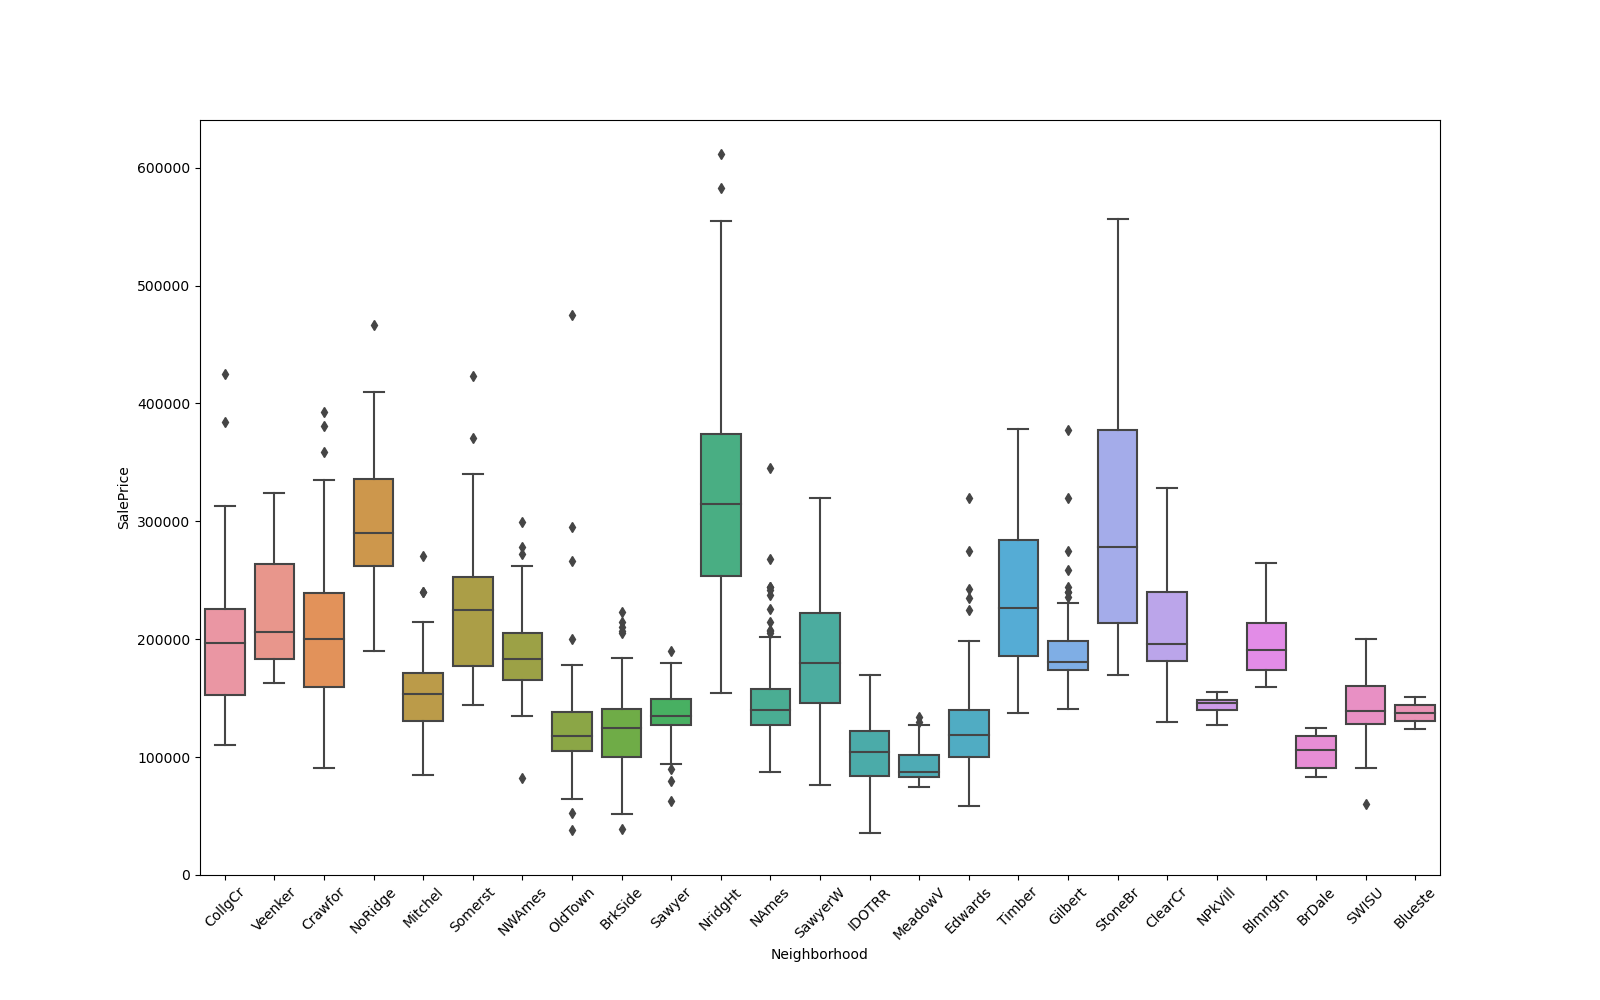 600000
500000
400000
300000
200000
100000
0
SalePrice
CollgCr
Veenker
Crawfor
NoRidge
Mitchel
Somerst
NWAmes
OldTown
BrkSide
Sawyer
NridgHt
NAmes
SawyerW
IDOTRR
MeadowV
Edwards
Timber
Gilbert
StoneBr
ClearCr
NPkVill
Blmngtn
BrDale
SWISU
Blueste
Neighborhood